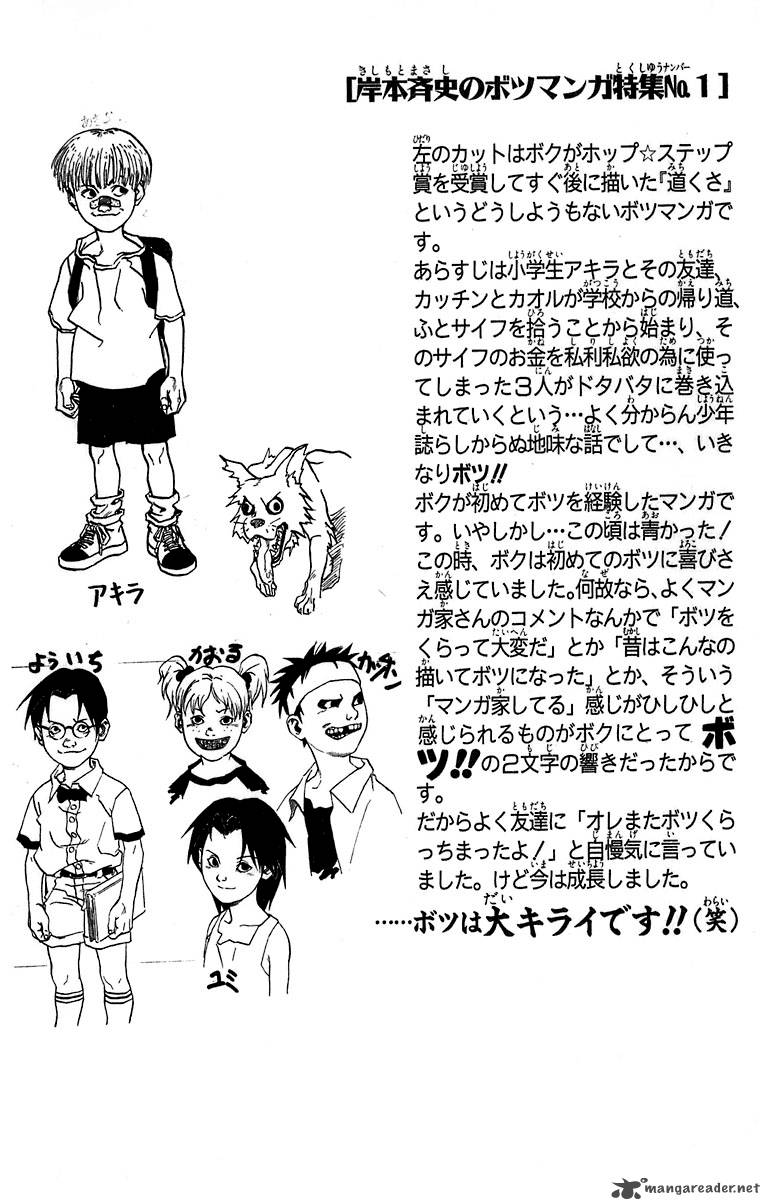 [岸本斉史のボツマンガ特集No.1]
左のカットはボクがホップ☆ステップ
賞を受賞してすぐ後に描いた『道くさ』
というどうしようもないボツマンガで
す。
あらすじは小学生アキラとその友達、
カッチンとカオルが学校からの帰り道、
ふとサイフを拾うことから始まり、そ
のサイフのお金を私利私欲の為に使っ
てしまった3人がドタバタに巻き込
まれていくという…よく分からん少年
誌らしからぬ地味な話でして…、いき
なりボツ!!
ボクが初めてボツを経験したマンガで
す。いやしかし…この頃は青かった!
この時、ボクは初めてのボツに喜びさ
え感じていました。何故なら、よくマン
ガ家さんのコメントなんかで「ボツを
くらって大変だ」とか「昔はこんなの
描いてボツになった」とか、そういう
「マンガ家してる」感じがひしひしと
感じられるものがボクにとってボ
ツ!!の2文字の響きだったからで
す。
だからよく友達に「オレまたボツくら
っちまったよ!」と自慢気に言ってい
ました。けど今は成長しました。
……ボツは大キライです!!(笑)
アキラ
よういち
かおる
カッチン
ユミ
mangareader.net